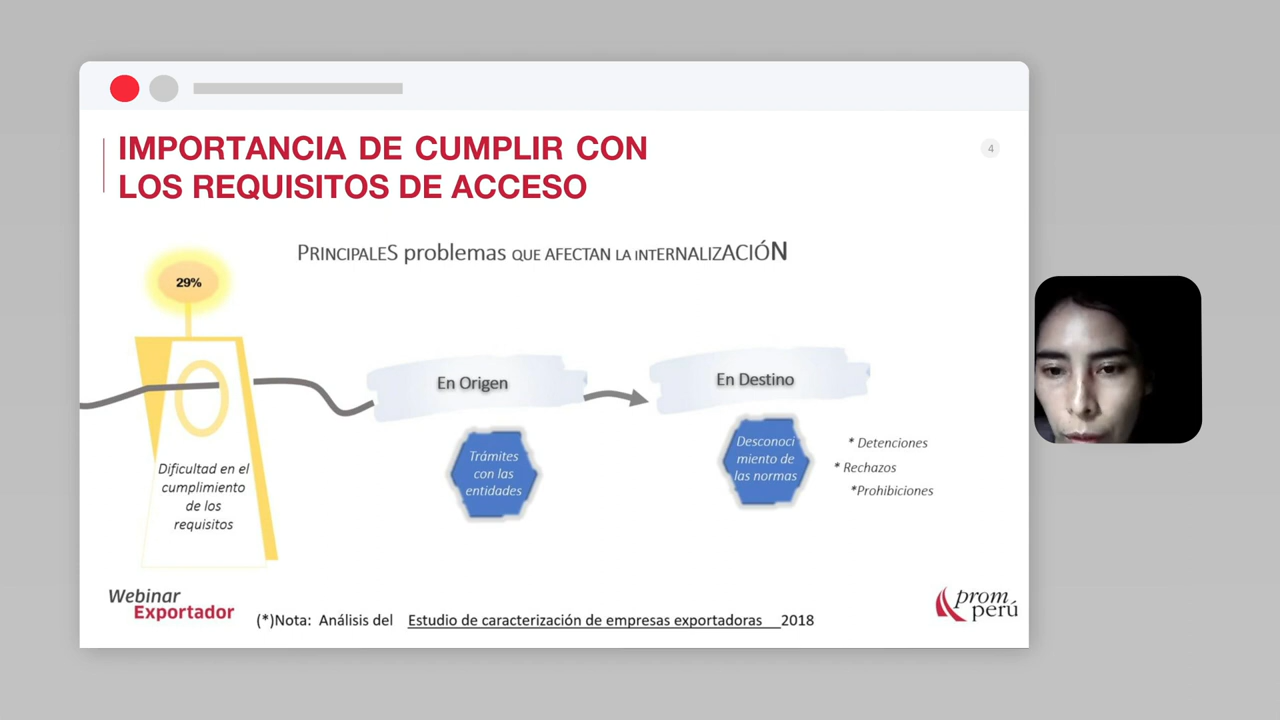 IMPORTANCIA DE CUMPLIR CON
LOS REQUISITOS DE ACCESO
4
PRINCIPALES problemas QUE AFECTAN LA INTERNALIZACIÓN
29%
En Origen
En Destino
Trámites
con las
entidades
Desconoci
miento de
las normas
* Detenciones
* Rechazos
*Prohibiciones
Dificultad en el
cumplimiento
de los
requisitos
Webinar
Exportador
(*)Nota: Análisis del Estudio de caracterización de empresas exportadoras 2018
prom
perú